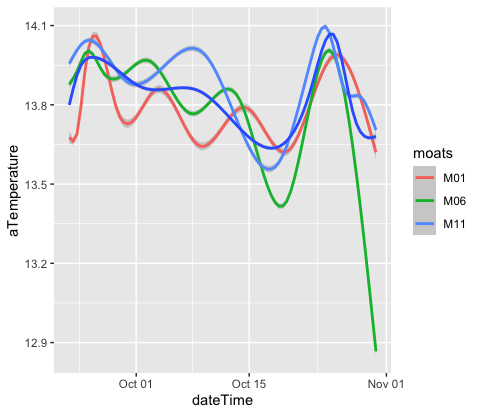 14.1
13.8
13.5
13.2
12.9
aTemperature
Oct 01
Oct 15
Nov 01
dateTime
moats
M01
M06
M11